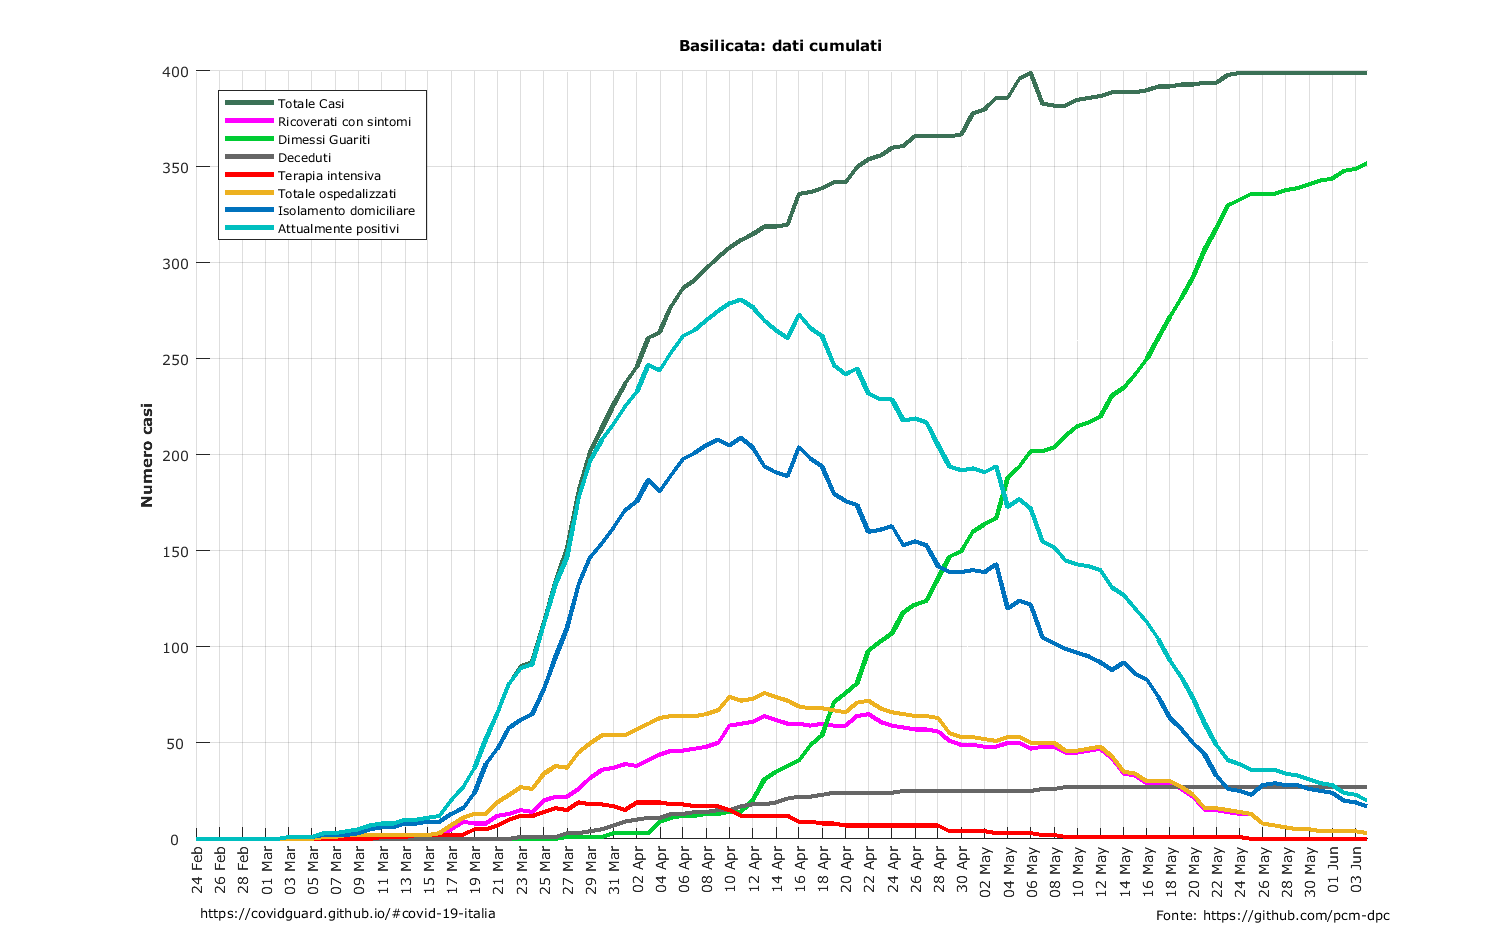 Basilicata: dati cumulati
Numero casi
400
350
300
250
200
150
100
50
0
Totale Casi
Ricoverati con sintomi
Dimessi Guariti
Deceduti
Terapia intensiva
Totale ospedalizzati
Isolamento domiciliare
Attualmente positivi
24 Feb
26 Feb
28 Feb
01 Mar
03 Mar
05 Mar
07 Mar
09 Mar
11 Mar
13 Mar
15 Mar
17 Mar
19 Mar
21 Mar
23 Mar
25 Mar
27 Mar
29 Mar
31 Mar
02 Apr
04 Apr
06 Apr
08 Apr
10 Apr
12 Apr
14 Apr
16 Apr
18 Apr
20 Apr
22 Apr
24 Apr
26 Apr
28 Apr
30 Apr
02 May
04 May
06 May
08 May
10 May
12 May
14 May
16 May
18 May
20 May
22 May
24 May
26 May
28 May
30 May
01 Jun
03 Jun
https://covidguard.github.io/#covid-19-italia
Fonte: https://github.com/pcm-dpc